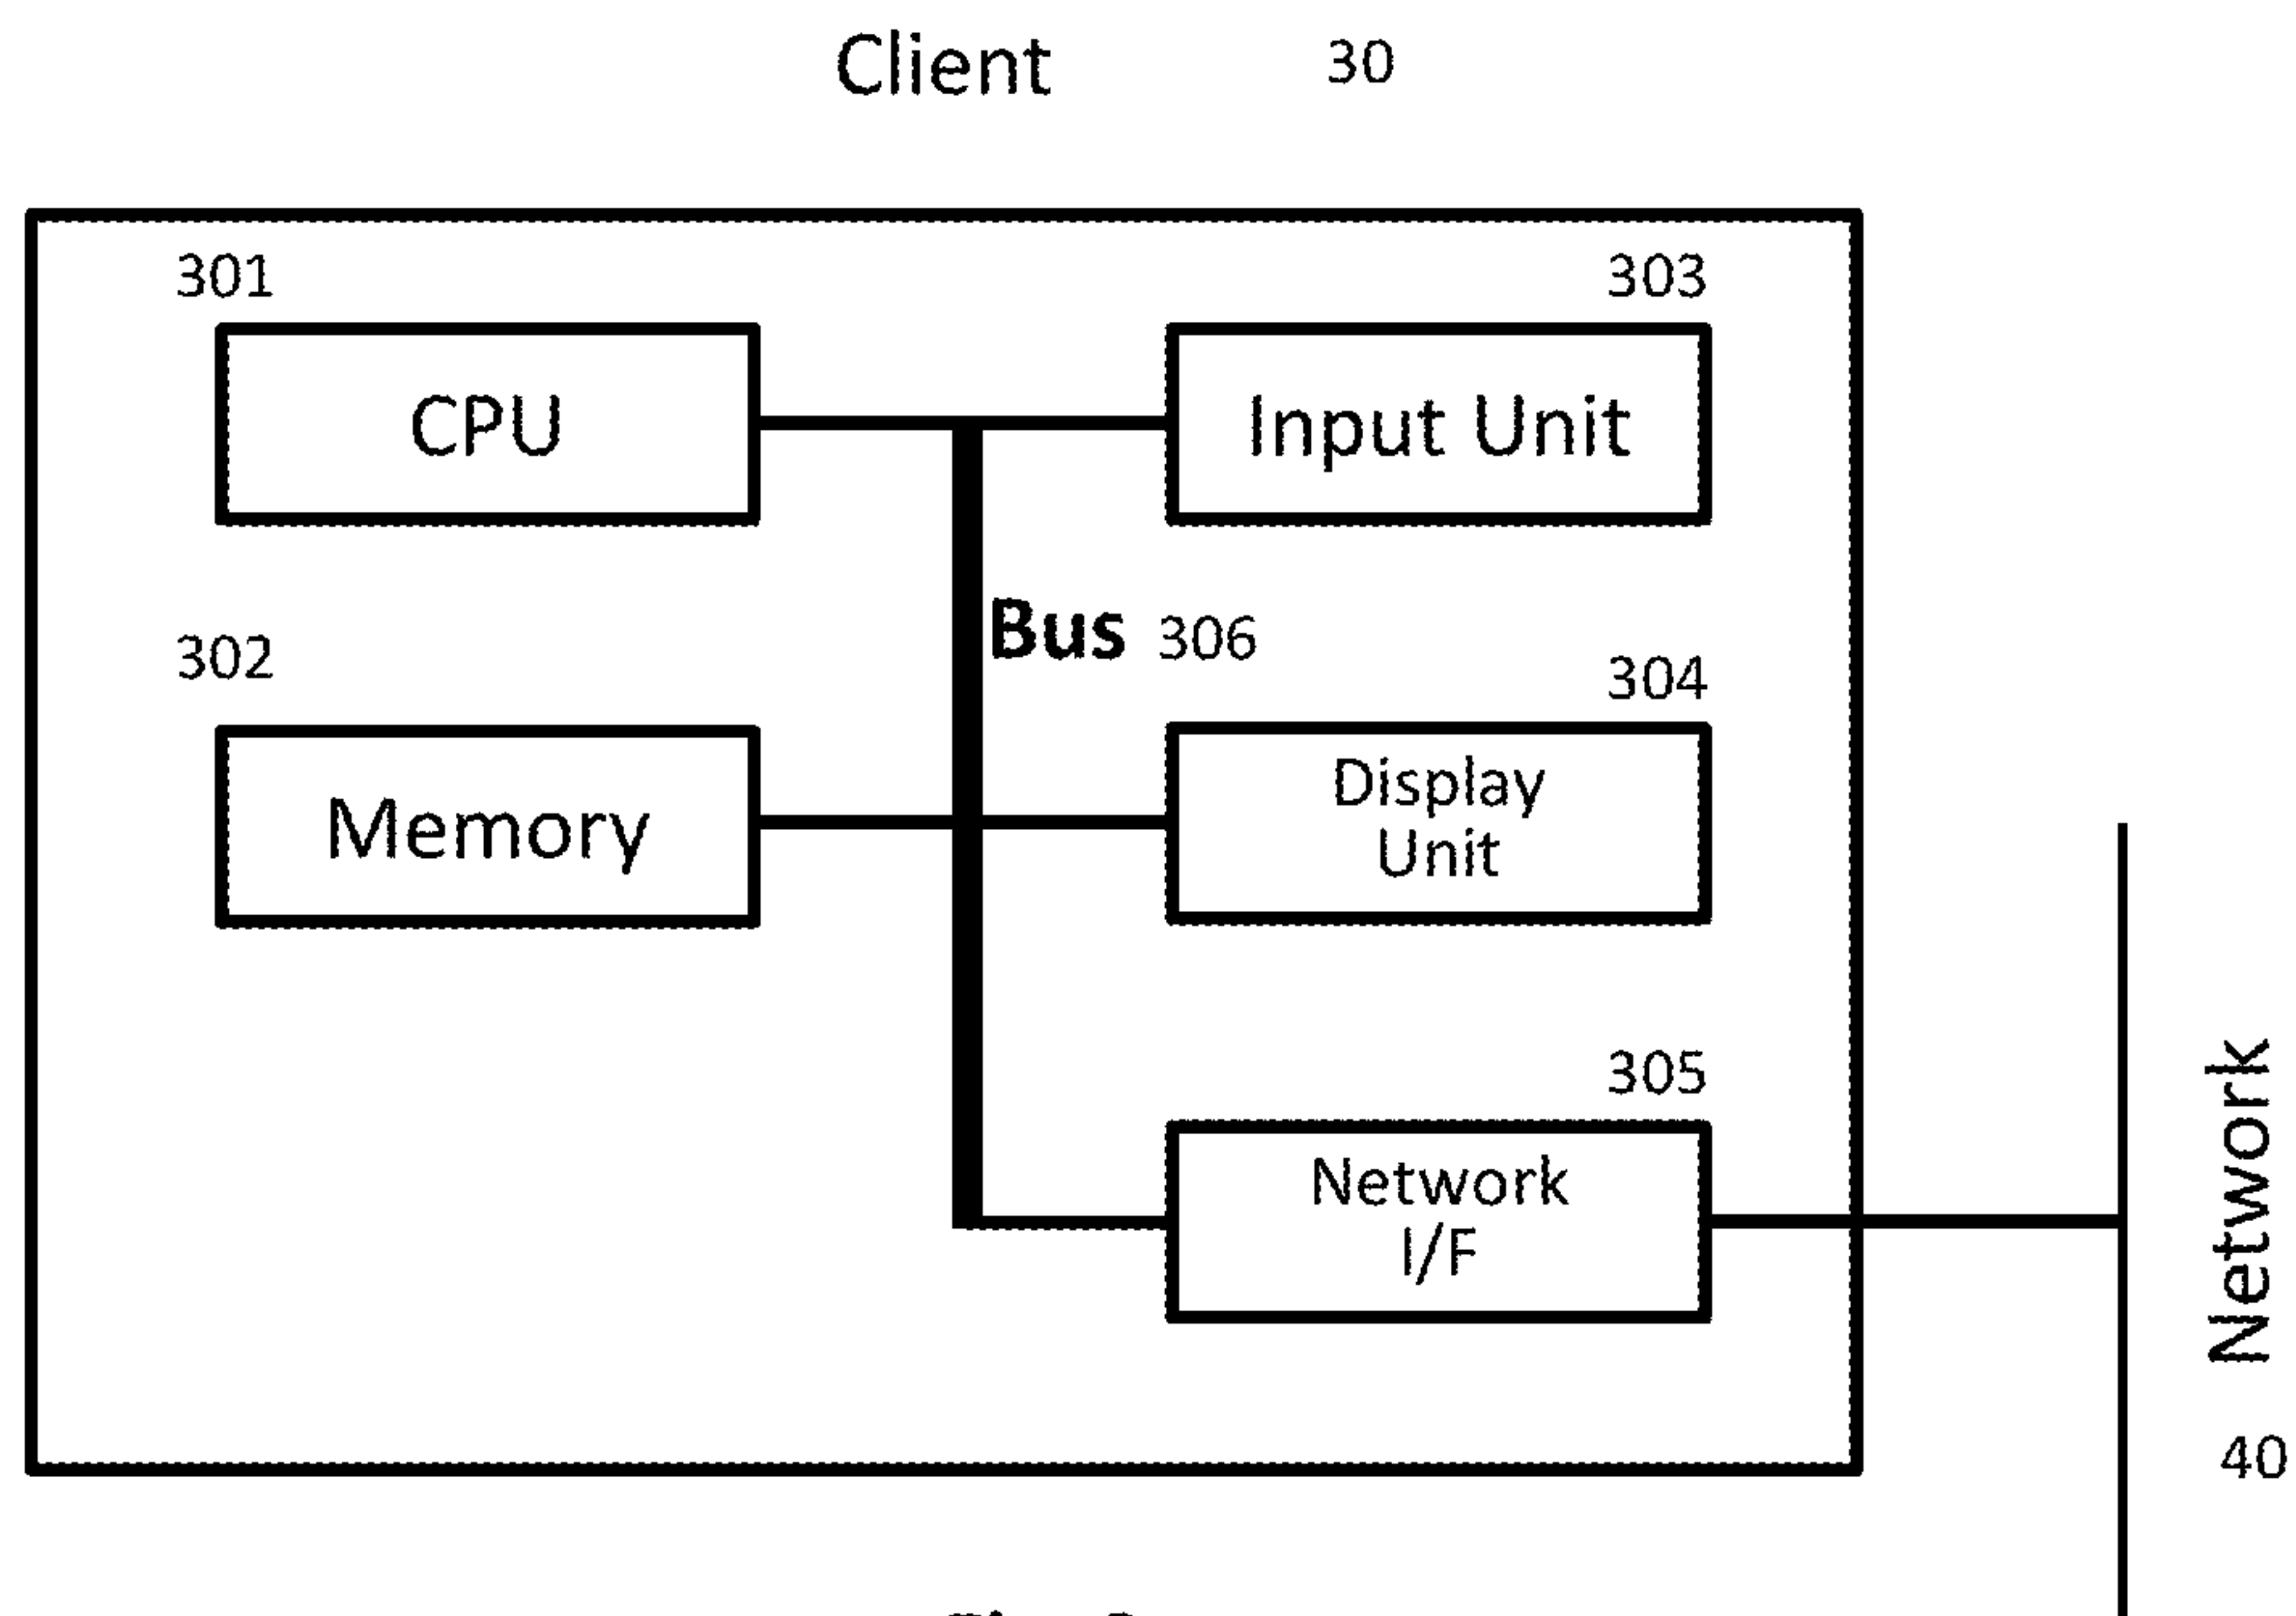 Client 30
301
303
CPU
Input Unit
Bus 306
302
304
Memory
Display
Unit
305
Network
I/F
Network
40